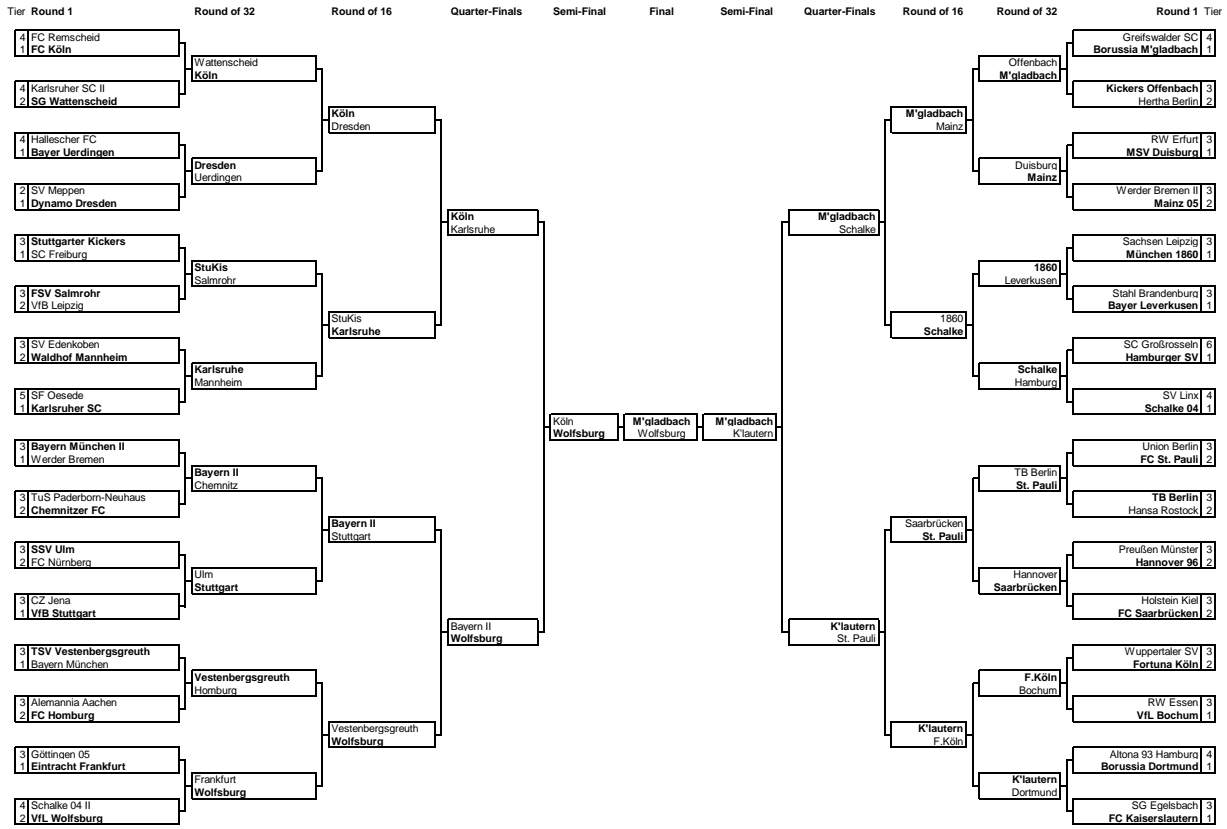 Tier Round 1 Round of 32 Round of 16 Quarter-Finals Semi-Final Final Semi-Final Quarter-Finals Round of 16 Round of 32 Round 1 Tier
4 FC Remscheid
1 FC Köln
4 Karlsruher SC II
2 SG Wattenscheid
4 Hallescher FC
1 Bayer Uerdingen
2 SV Meppen
1 Dynamo Dresden
3 Stuttgarter Kickers
1 SC Freiburg
3 FSV Salmrohr
2 VfB Leipzig
3 SV Edenkoben
2 Waldhof Mannheim
5 SF Oesede
1 Karlsruher SC
3 Bayern München II
1 Werder Bremen
3 TuS Paderborn-Neuhaus
2 Chemnitzer FC
3 SSV Ulm
2 FC Nürnberg
3 CZ Jena
1 VfB Stuttgart
3 TSV Vestenbergsgreuth
1 Bayern München
3 Alemannia Aachen
2 FC Homburg
3 Göttingen 05
1 Eintracht Frankfurt
4 Schalke 04 II
2 VfL Wolfsburg
Wattenscheid
Köln
Dresden
Uerdingen
StuKis
Salmrohr
Karlsruhe
Mannheim
Bayern II
Chemnitz
Ulm
Stuttgart
Vestenbergsgreuth
Homburg
Frankfurt
Wolfsburg
Köln
Dresden
StuKis
Karlsruhe
Bayern II
Stuttgart
Vestenbergsgreuth
Wolfsburg
Köln
Karlsruhe
Bayern II
Wolfsburg
Köln
Wolfsburg
M'gladbach
Wolfsburg
M'gladbach
K'lautern
M'gladbach
Schalke
K'lautern
St. Pauli
M'gladbach
Mainz
1860
Schalke
Saarbrücken
St. Pauli
K'lautern
F.Köln
Offenbach
M'gladbach
Duisburg
Mainz
1860
Leverkusen
Schalke
Hamburg
TB Berlin
St. Pauli
Hannover
Saarbrücken
F.Köln
Bochum
K'lautern
Dortmund
Greifswalder SC 4
Borussia M'gladbach 1
Kickers Offenbach 3
Hertha Berlin 2
RW Erfurt 3
MSV Duisburg 1
Werder Bremen II 3
Mainz 05 2
Sachsen Leipzig 3
München 1860 1
Stahl Brandenburg 3
Bayer Leverkusen 1
SC Großrosseln 6
Hamburger SV 1
SV Linx 4
Schalke 04 1
Union Berlin 3
FC St. Pauli 2
TB Berlin 3
Hansa Rostock 2
Preußen Münster 3
Hannover 96 2
Holstein Kiel 3
FC Saarbrücken 2
Wuppertaler SV 3
Fortuna Köln 2
RW Essen 3
VfL Bochum 1
Altona 93 Hamburg 4
Borussia Dortmund 1
SG Egelsbach 3
FC Kaiserslautern 1